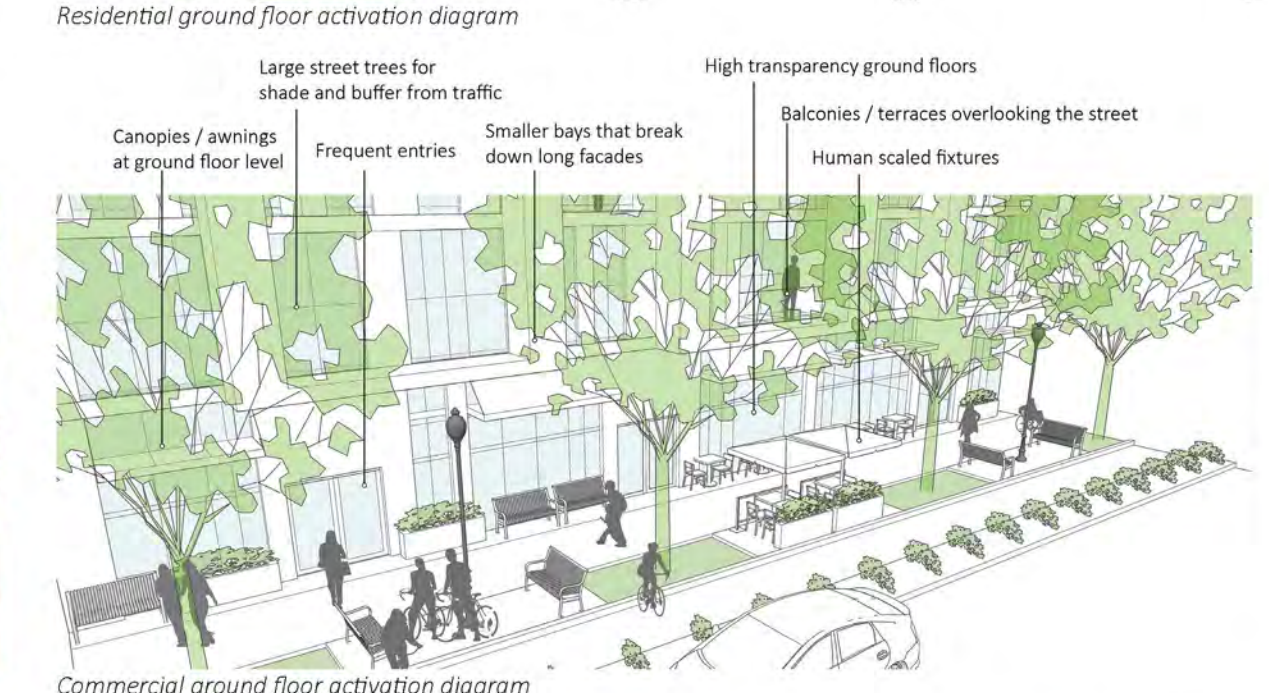 Residential ground floor activation diagram
Large street trees for
shade and buffer from traffic
High transparency ground floors
Balconies / terraces overlooking the street
Canopies / awnings
at ground floor level
Frequent entries
Smaller bays that break
down long facades
Human scaled fixtures
Commercial ground floor activation diagram